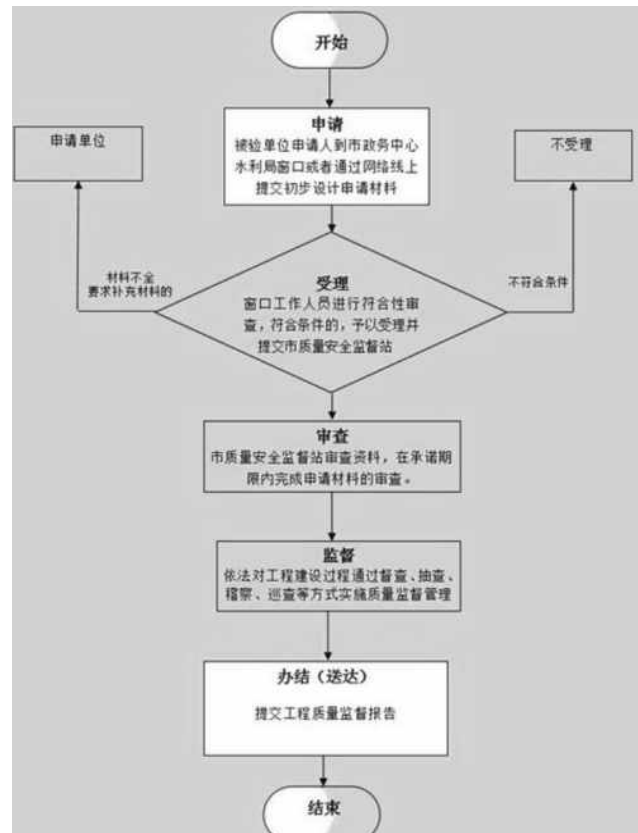 开始
申请
被验单位申请人到市政务中心
水利局窗口或者通过网络线上
提交初步设计申请材料
申请单位
不受理
材料不全
要求补充材料的
不符合条件
受理
窗口工作人员进行符合性审
查，符合条件的，予以受理并
提交市质量安全监督站
审查
市质量安全监督站审查资料，在承诺期
限内完成申请材料的审查。
监督
依法对工程建设过程通过督查、抽查、
稽察、巡查等方式实施质量监督管理
办结（送达）
提交工程质量监督报告
结束